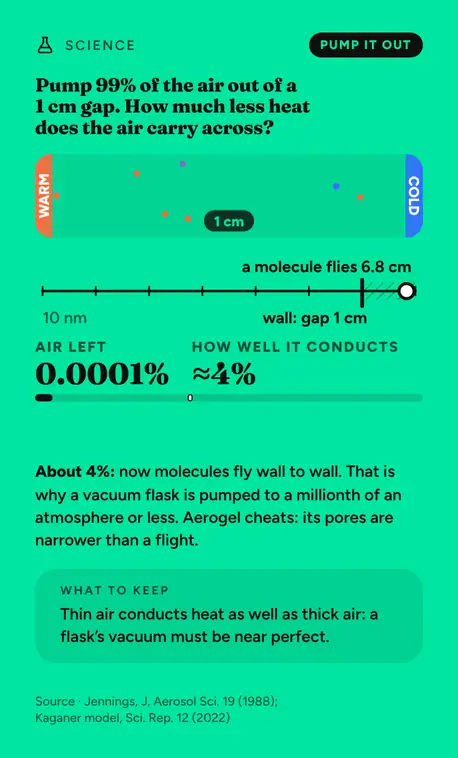 SCIENCE
PUMP IT OUT
Pump 99% of the air out of a
1 cm gap. How much less heat
does the air carry across?
WARM
1 cm
COLD
a molecule flies 6.8 cm
10 nm
wall: gap 1 cm
AIR LEFT
HOW WELL IT CONDUCTS
0.0001%
≈4%
About 4%: now molecules fly wall to wall. That is
why a vacuum flask is pumped to a millionth of an
atmosphere or less. Aerogel cheats: its pores are
narrower than a flight.
WHAT TO KEEP
Thin air conducts heat as well as thick air: a
flask's vacuum must be near perfect.
Source · Jennings, J. Aerosol Sci. 19 (1988);
Kaganer model, Sci. Rep. 12 (2022)